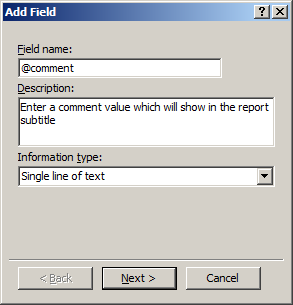 Add Field
Field name:
@comment
Description:
Enter a comment value which will show in the report
subtitle
Information type:
Single line of text
< Back
Next >
Cancel